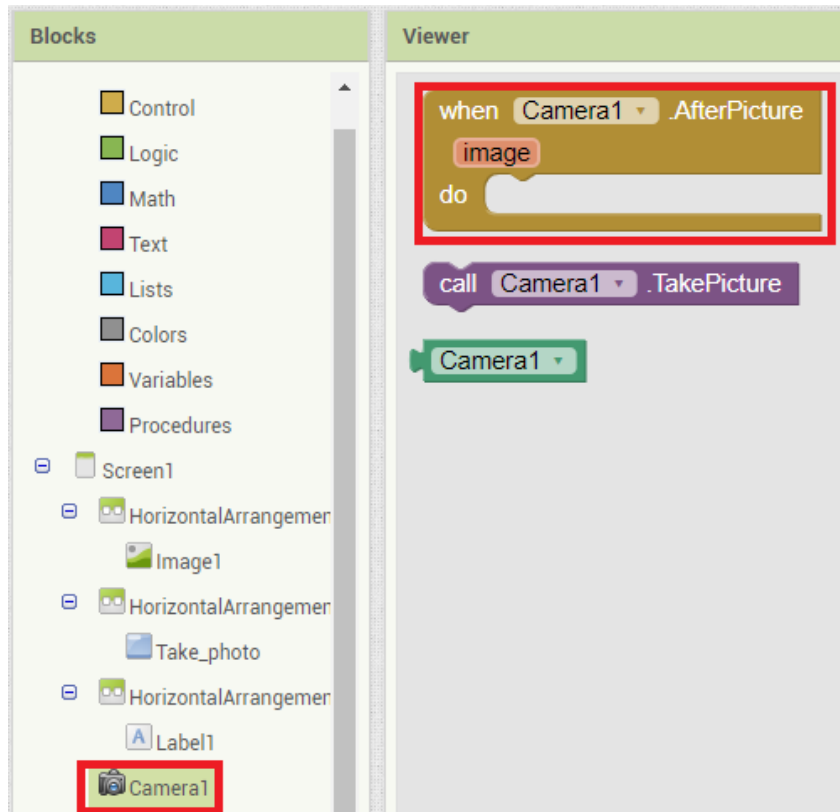 Blocks
Control
Logic
Math
Text
Lists
Colors
Variables
Procedures
Screen1
HorizontalArrangemen
Image1
HorizontalArrangemen
Take_photo
HorizontalArrangemen
A Label1
Camera1
Viewer
when Camera1 .AfterPicture
image
do
call Camera1 .TakePicture
Camera1